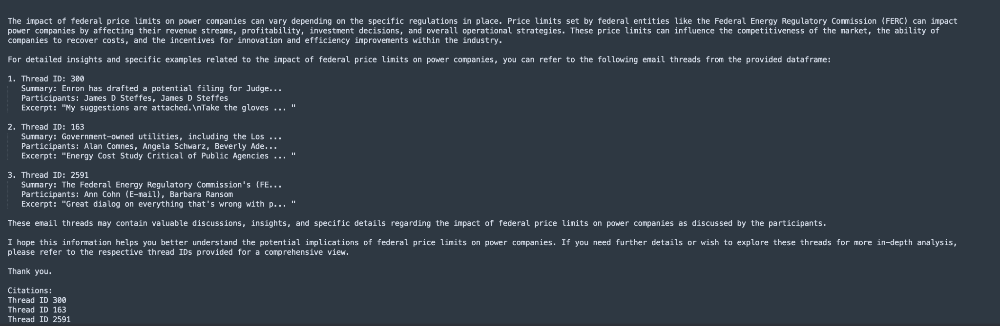 The impact of federal price limits on power companies can vary depending on the specific regulations in place. Price limits set by federal entities like the Federal Energy Regulatory Commission (FERC) can impact
power companies by affecting their revenue streams, profitability, investment decisions, and overall operational strategies. These price limits can influence the competitiveness of the market, the ability of
companies to recover costs, and the incentives for innovation and efficiency improvements within the industry.
For detailed insights and specific examples related to the impact of federal price limits on power companies, you can refer to the following email threads from the provided dataframe:
1. Thread ID: 300
Summary: Enron has drafted a potential filing for Judge...
Participants: James D Steffes, James D Steffes
Excerpt: "My suggestions are attached.\nTake the gloves ... "
2. Thread ID: 163
Summary: Government-owned utilities, including the Los ...
Participants: Alan Comnes, Angela Schwarz, Beverly Ade...
Excerpt: "Energy Cost Study Critical of Public Agencies ... "
3. Thread ID: 2591
Summary: The Federal Energy Regulatory Commission's (FE...
Participants: Ann Cohn (E-mail), Barbara Ransom
Excerpt: "Great dialog on everything that's wrong with p... "
These email threads may contain valuable discussions, insights, and specific details regarding the impact of federal price limits on power companies as discussed by the participants.
I hope this information helps you better understand the potential implications of federal price limits on power companies. If you need further details or wish to explore these threads for more in-depth analysis,
please refer to the respective thread IDs provided for a comprehensive view.
Thank you.
Citations:
Thread ID 300
Thread ID 163
Thread ID 2591